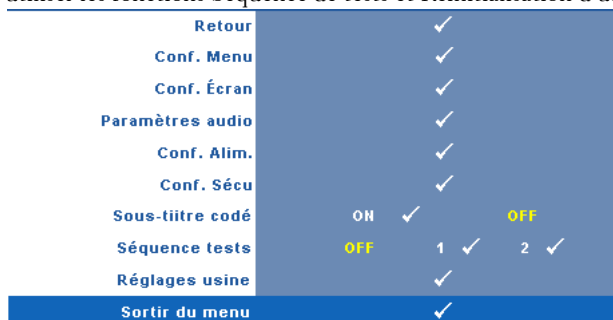 Retour ✓
Conf. Menu ✓
Conf. Écran ✓
Paramètres audio ✓
Conf. Alim. ✓
Conf. Sécu ✓
Sous-tiitre codé ON ✓ OFF
Séquence tests OFF 1 ✓ 2 ✓
Réglages usine ✓
Sortir du menu ✓